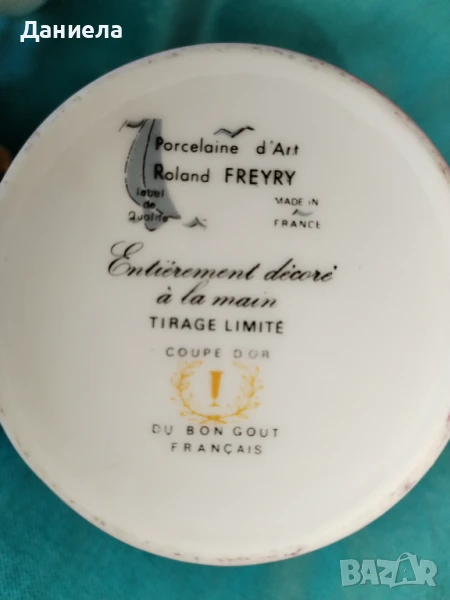 Даниела
Porcelaine d'Art
Roland FREYRY
label
de
Qualité
MADE IN
FRANCE
Entièrement décoré
à la main
TIRAGE LIMITÉ
COUPE D'OR
DU BON GOUT
FRANÇAIS
BAZAR